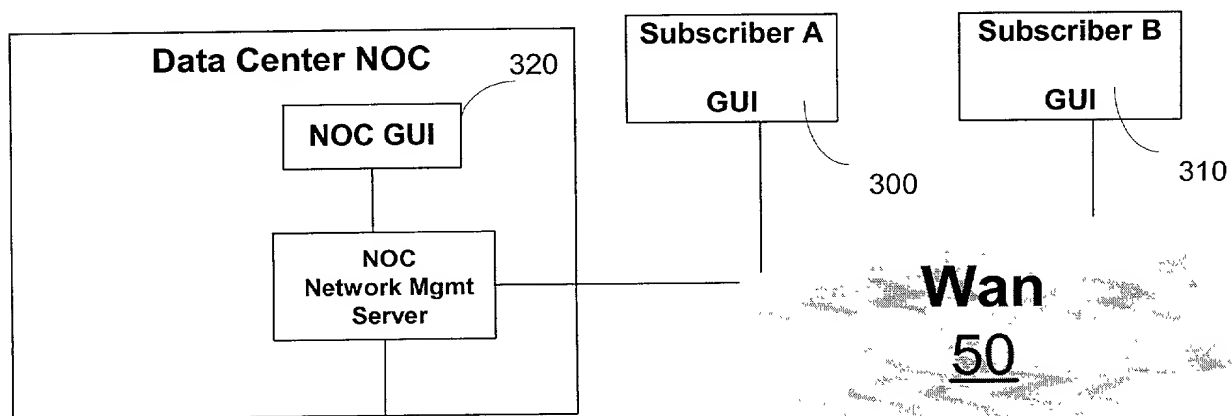 Data Center NOC
320
NOC GUI
NOC
Network Mgmt
Server
Subscriber A
GUI
300
Subscriber B
GUI
310
Wan
50